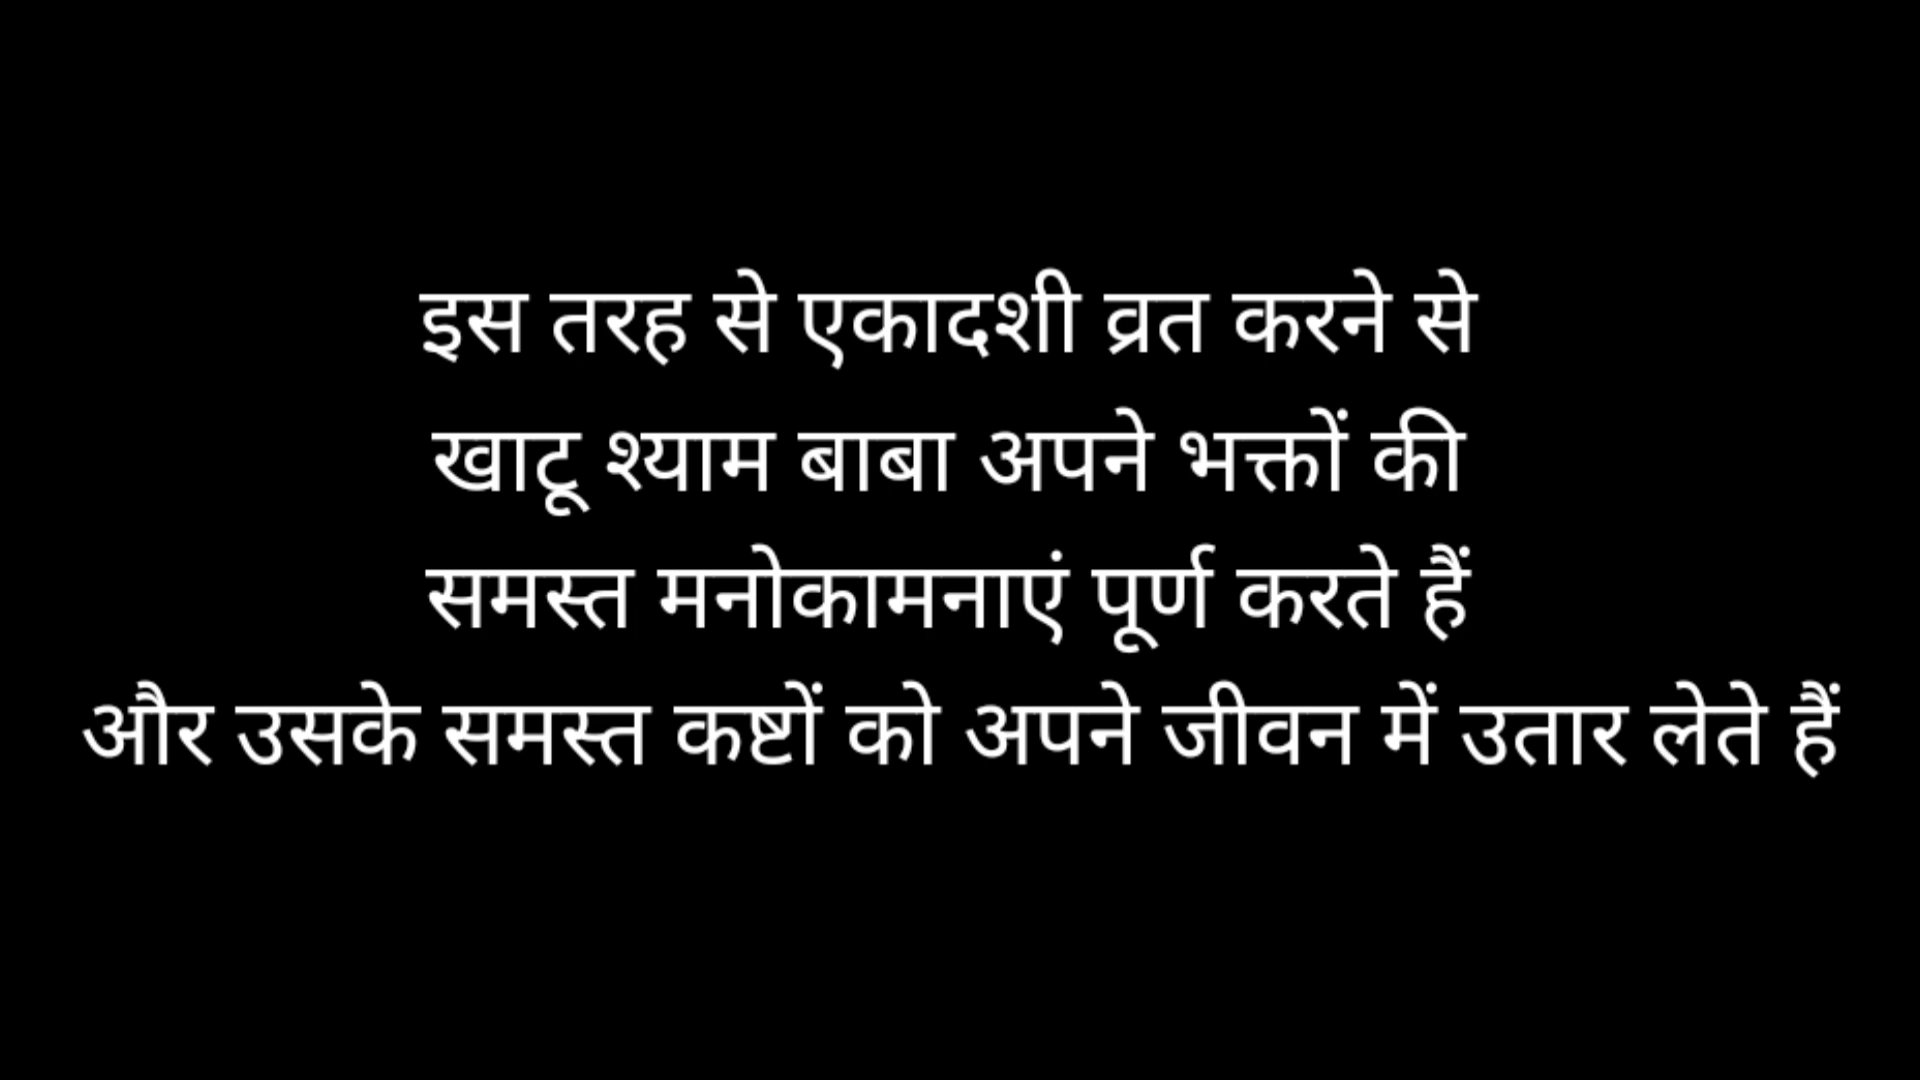 इस तरह से एकादशी व्रत करने से
खाटू श्याम बाबा अपने भक्तों की
समस्त मनोकामनाएं पूर्ण करते हैं
और उसके समस्त कष्टों को अपने जीवन में उतार लेते हैं